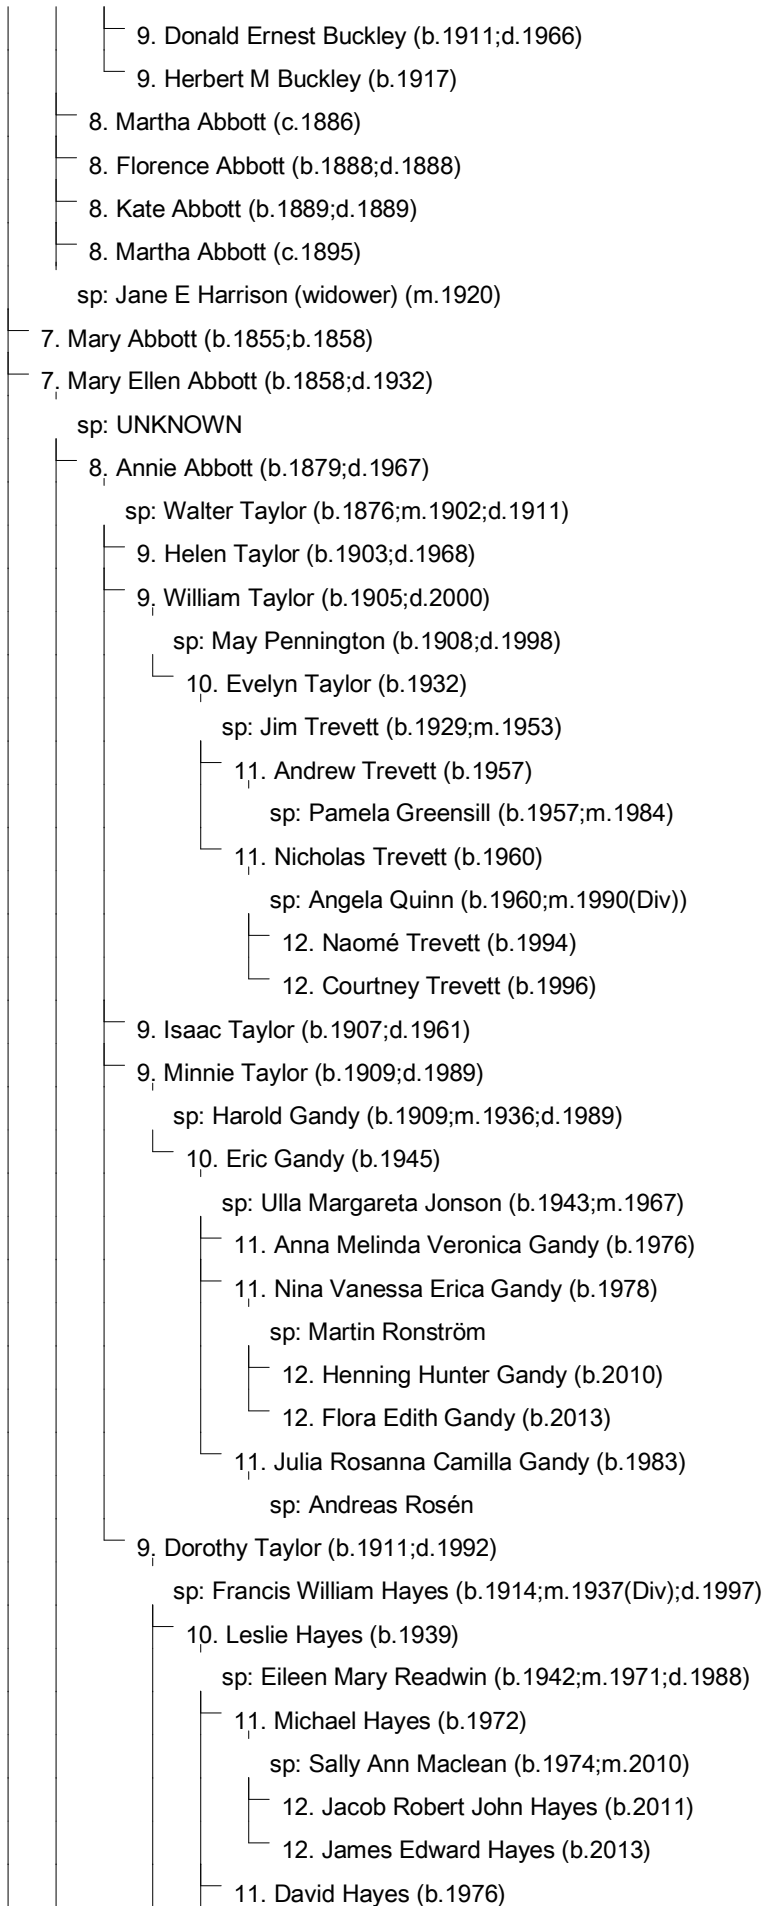 9. Donald Ernest Buckley (b.1911;d.1966)
9. Herbert M Buckley (b.1917)
8. Martha Abbott (c.1886)
8. Florence Abbott (b.1888;d.1888)
8. Kate Abbott (b.1889;d.1889)
8. Martha Abbott (c.1895)
sp: Jane E Harrison (widower) (m.1920)
7. Mary Abbott (b.1855;b.1858)
7. Mary Ellen Abbott (b.1858;d.1932)
sp: UNKNOWN
8. Annie Abbott (b.1879;d.1967)
sp: Walter Taylor (b.1876;m.1902;d.1911)
9. Helen Taylor (b.1903;d.1968)
9. William Taylor (b.1905;d.2000)
sp: May Pennington (b.1908;d.1998)
10. Evelyn Taylor (b.1932)
sp: Jim Trevett (b.1929;m.1953)
11. Andrew Trevett (b.1957)
sp: Pamela Greensill (b.1957;m.1984)
11. Nicholas Trevett (b.1960)
sp: Angela Quinn (b.1960;m.1990(Div))
12. Naomé Trevett (b.1994)
12. Courtney Trevett (b.1996)
9. Isaac Taylor (b.1907;d.1961)
9. Minnie Taylor (b.1909;d.1989)
sp: Harold Gandy (b.1909;m.1936;d.1989)
10. Eric Gandy (b.1945)
sp: Ulla Margareta Jonson (b.1943;m.1967)
11. Anna Melinda Veronica Gandy (b.1976)
11. Nina Vanessa Erica Gandy (b.1978)
sp: Martin Ronström
12. Henning Hunter Gandy (b.2010)
12. Flora Edith Gandy (b.2013)
11. Julia Rosanna Camilla Gandy (b.1983)
sp: Andreas Rosén
9. Dorothy Taylor (b.1911;d.1992)
sp: Francis William Hayes (b.1914;m.1937(Div);d.1997)
10. Leslie Hayes (b.1939)
sp: Eileen Mary Readwin (b.1942;m.1971;d.1988)
11. Michael Hayes (b.1972)
sp: Sally Ann Maclean (b.1974;m.2010)
12. Jacob Robert John Hayes (b.2011)
12. James Edward Hayes (b.2013)
11. David Hayes (b.1976)